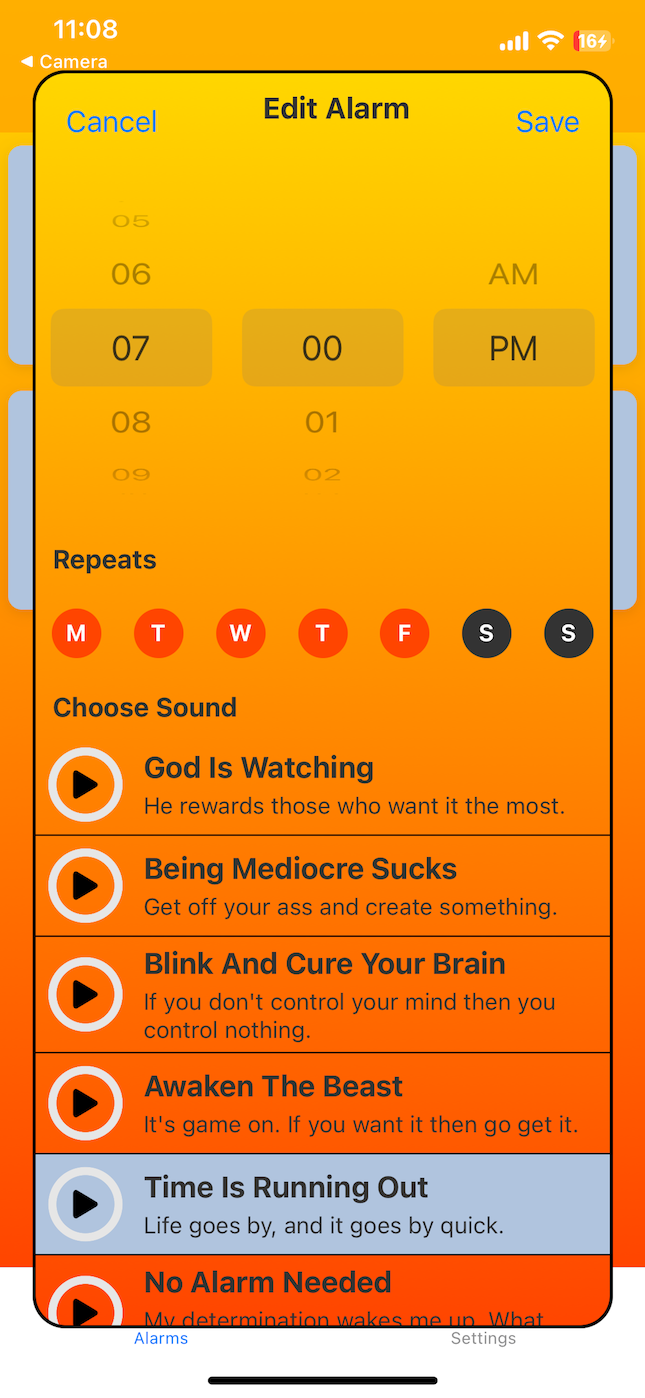 11:08
16
◀ Camera
Cancel
Edit Alarm
Save
05
06
AM
07
00
PM
08
01
09
02
Repeats
M T W T F S S
Choose Sound
God Is Watching
He rewards those who want it the most.
Being Mediocre Sucks
Get off your ass and create something.
Blink And Cure Your Brain
If you don't control your mind then you
control nothing.
Awaken The Beast
It's game on. If you want it then go get it.
Time Is Running Out
Life goes by, and it goes by quick.
No Alarm Needed
My determination wakes me up. What
Alarms
Settings